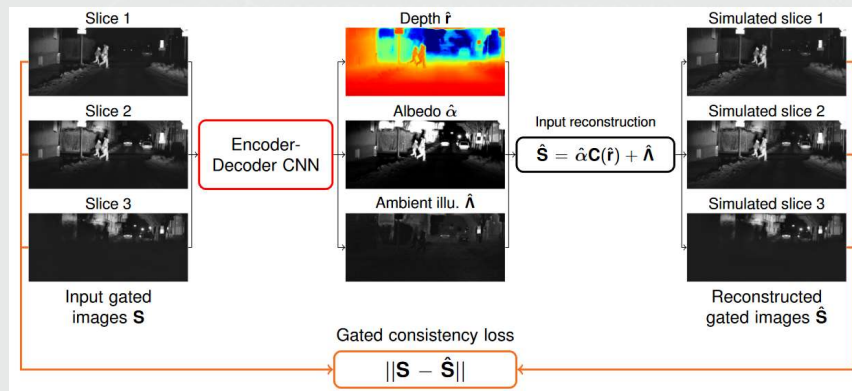 Slice 1
Slice 2
Slice 3
Input gated
images S
Encoder-
Decoder CNN
Depth r̂
Albedo α̂
Ambient illu. Λ̂
Input reconstruction
Ŝ = α̂C(r̂) + Λ̂
Simulated slice 1
Simulated slice 2
Simulated slice 3
Reconstructed
gated images Ŝ
Gated consistency loss
||S − Ŝ||